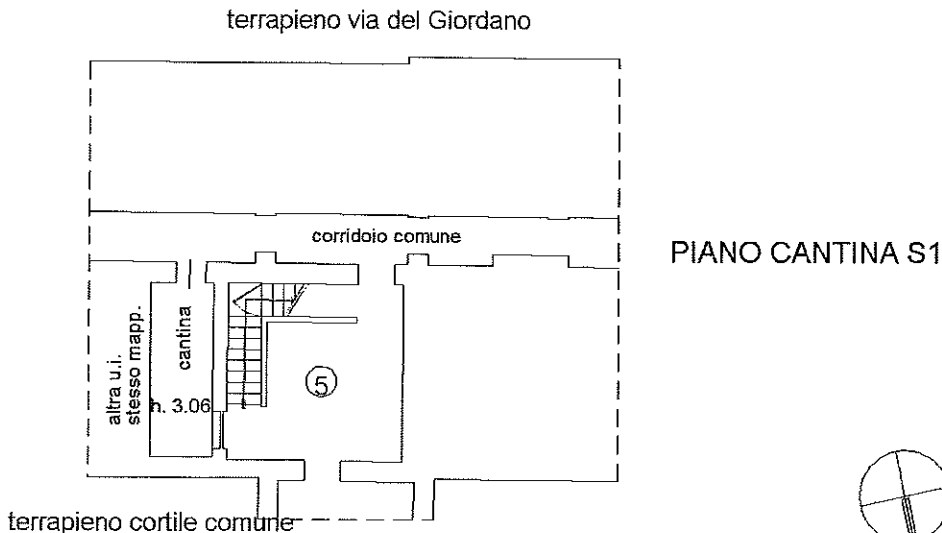 terrapieno via del Giordano
corridoio comune
PIANO CANTINA S1
altra u.i.
stesso mapp.
cantina
h. 3.06
5
terrapieno cortile comune